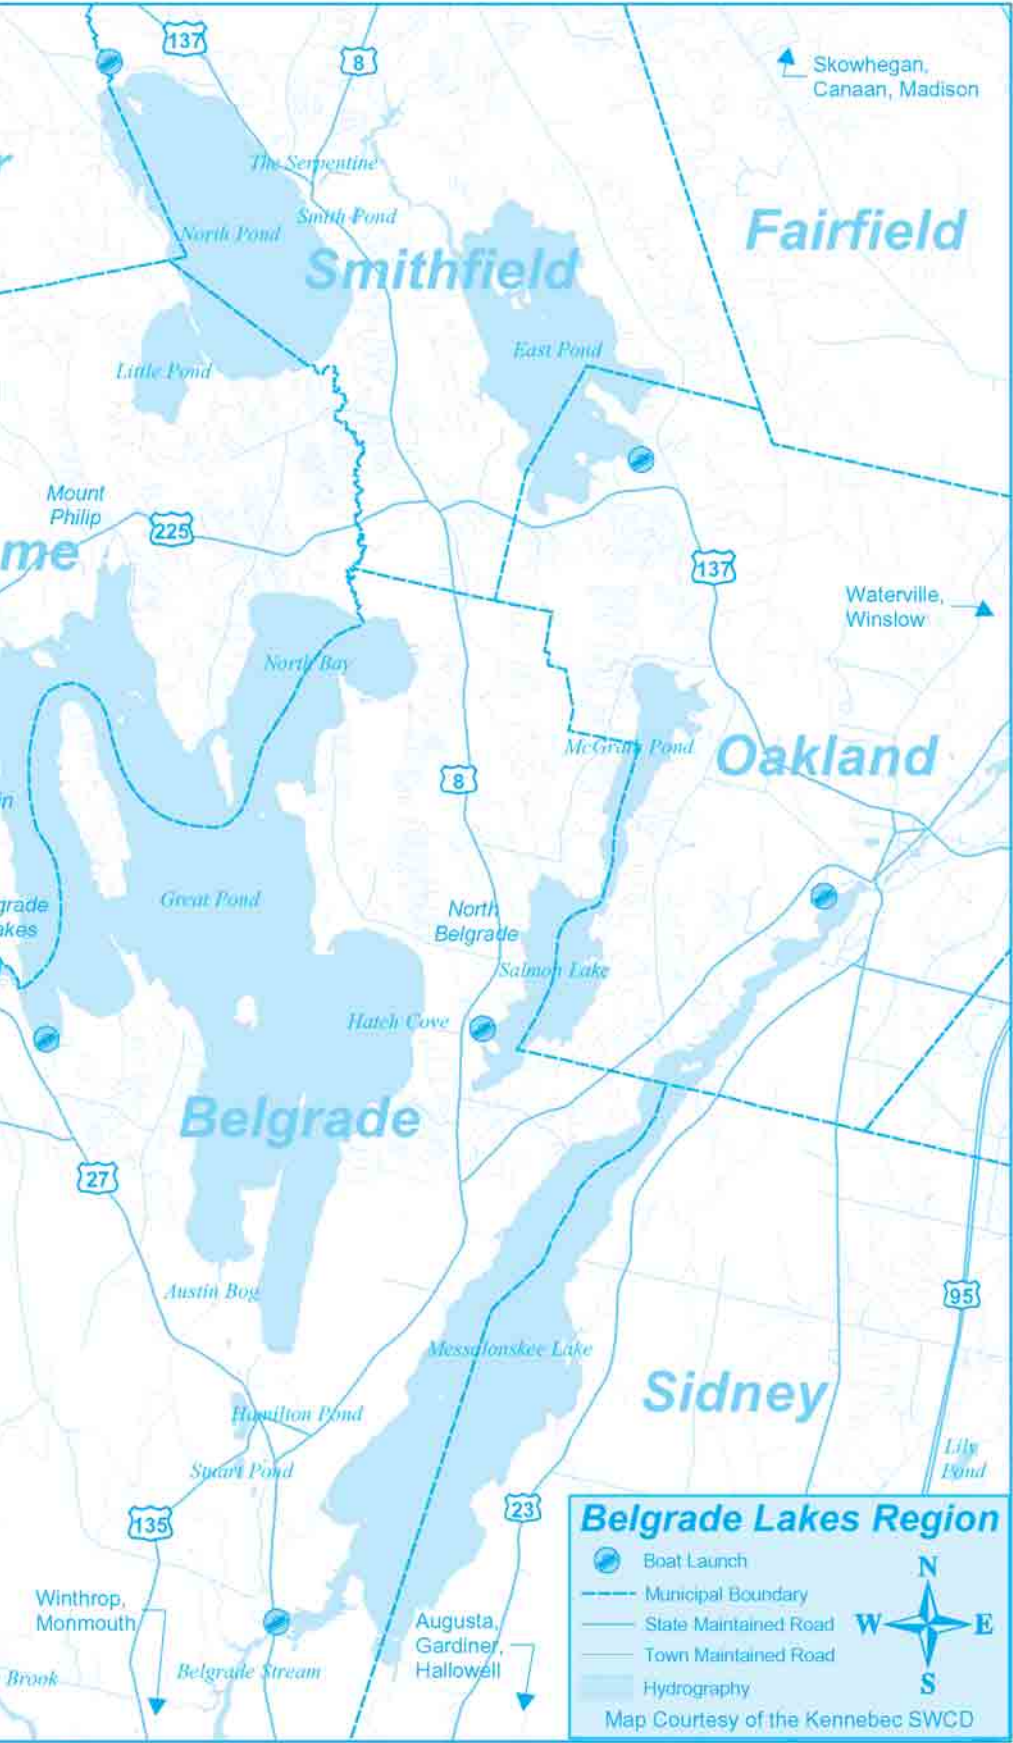 137
8
Skowhegan,
Canaan, Madison
The Serpentine
Smith Pond
North Pond
Fairfield
Smithfield
East Pond
Little Pond
Mount
Philip
225
me
137
Waterville,
Winslow
North Bay
McGrath Pond
Oakland
8
in
Great Pond
grade
akes
North
Belgrade
Salmon Lake
Hatch Cove
Belgrade
27
Austin Bog
95
Messalonskee Lake
Sidney
Hamilton Pond
Lily
Pond
Stuart Pond
135
23
Belgrade Lakes Region
Boat Launch
Municipal Boundary
State Maintained Road
Town Maintained Road
Hydrography
N
W
E
S
Map Courtesy of the Kennebec SWCD
Winthrop,
Monmouth
Augusta,
Gardiner,
Hallowell
Brook
Belgrade Stream